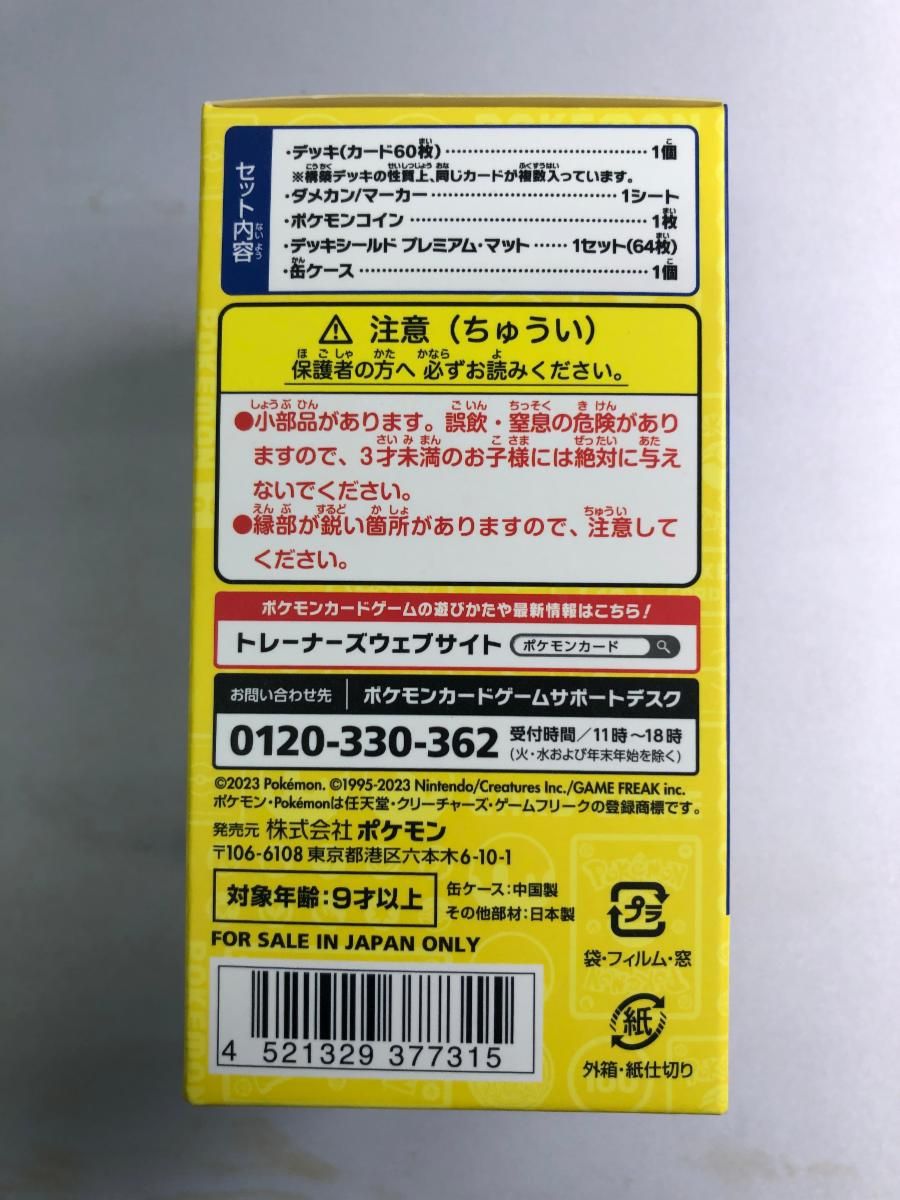 セット内容
・デッキ(カード60枚)……………………………1個
※構築デッキの性質上、同じカードが複数入っています。
・ダメカン/マーカー……………………………1シート
・ポケモンコイン……………………………1枚
・デッキシールド プレミアム・マット……1セット(64枚)
・缶ケース……………………………1個
⚠ 注意（ちゅうい）
保護者の方へ 必ずお読みください。
●小部品があります。誤飲・窒息の危険があり
ますので、3才未満のお子様には絶対に与え
ないでください。
●縁部が鋭い箇所がありますので、注意して
ください。
ポケモンカードゲームの遊びかたや最新情報はこちら!
トレーナーズウェブサイト ポケモンカード
お問い合わせ先 ポケモンカードゲームサポートデスク
0120-330-362 受付時間/11時～18時
(火・水および年末年始を除く)
©2023 Pokémon. ©1995-2023 Nintendo/Creatures Inc./GAME FREAK inc.
ポケモン・Pokémonは任天堂・クリーチャーズ・ゲームフリークの登録商標です。
発売元 株式会社 ポケモン
〒106-6108 東京都港区六本木6-10-1
対象年齢:9才以上
缶ケース:中国製
その他部材:日本製
FOR SALE IN JAPAN ONLY
プラ
袋・フィルム・窓
紙
外箱・紙仕切り
4 521329 377315